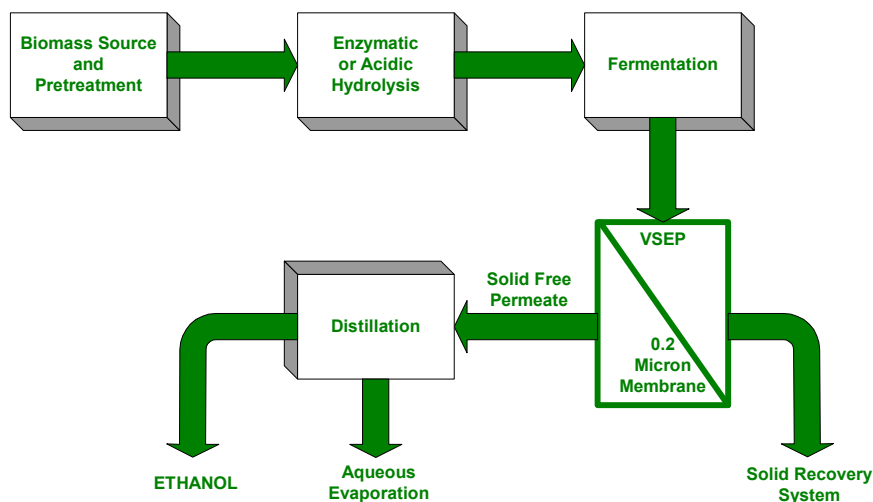 Biomass Source
and
Pretreatment
Enzymatic
or Acidic
Hydrolysis
Fermentation
VSEP
Solid Free
Permeate
Distillation
0.2
Micron
Membrane
ETHANOL
Aqueous
Evaporation
Solid Recovery
System